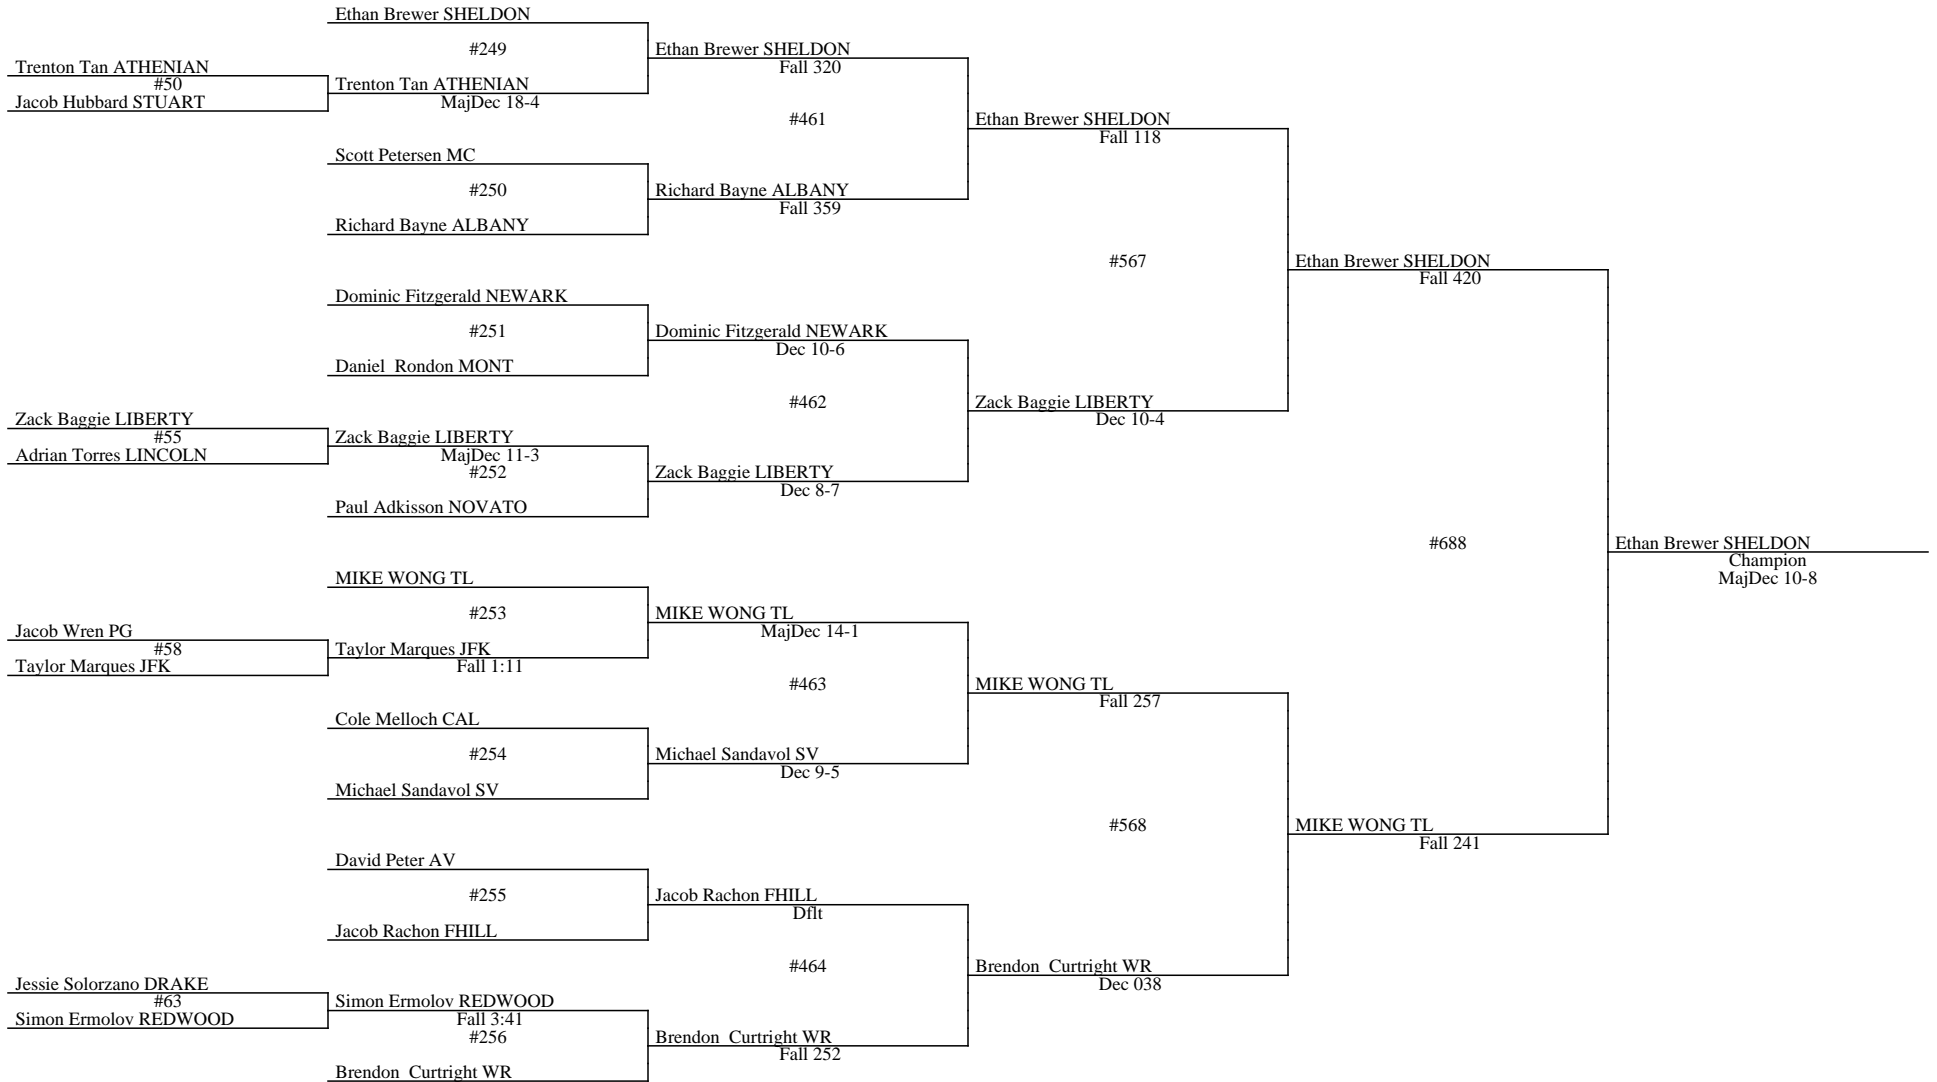 Ethan Brewer SHELDON
#249
Ethan Brewer SHELDON
Fall 320
Trenton Tan ATHENIAN
#50
Jacob Hubbard STUART
Trenton Tan ATHENIAN
MajDec 18-4
#461
Ethan Brewer SHELDON
Fall 118
Scott Petersen MC
#250
Richard Bayne ALBANY
Fall 359
Richard Bayne ALBANY
#567
Ethan Brewer SHELDON
Fall 420
Dominic Fitzgerald NEWARK
#251
Dominic Fitzgerald NEWARK
Dec 10-6
Daniel  Rondon MONT
#462
Zack Baggie LIBERTY
Dec 10-4
Zack Baggie LIBERTY
#55
Adrian Torres LINCOLN
Zack Baggie LIBERTY
MajDec 11-3
#252
Zack Baggie LIBERTY
Dec 8-7
Paul Adkisson NOVATO
#688
Ethan Brewer SHELDON
Champion
MajDec 10-8
MIKE WONG TL
#253
MIKE WONG TL
MajDec 14-1
Jacob Wren PG
#58
Taylor Marques JFK
Taylor Marques JFK
Fall 1:11
#463
MIKE WONG TL
Fall 257
Cole Melloch CAL
#254
Michael Sandavol SV
Dec 9-5
Michael Sandavol SV
#568
MIKE WONG TL
Fall 241
David Peter AV
#255
Jacob Rachon FHILL
Dflt
Jacob Rachon FHILL
#464
Brendon  Curtright WR
Dec 038
Jessie Solorzano DRAKE
#63
Simon Ermolov REDWOOD
Simon Ermolov REDWOOD
Fall 3:41
#256
Brendon  Curtright WR
Fall 252
Brendon  Curtright WR